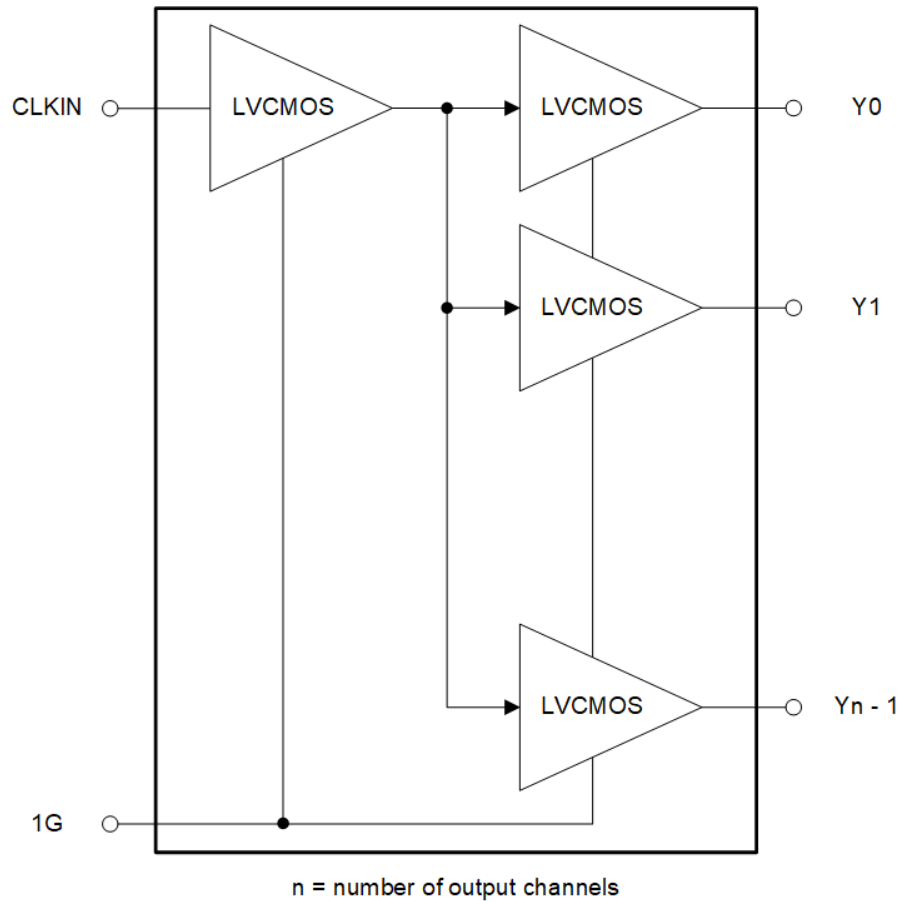 CLKIN
LVCMOS
LVCMOS
Y0
LVCMOS
Y1
LVCMOS
Yn - 1
1G
n = number of output channels